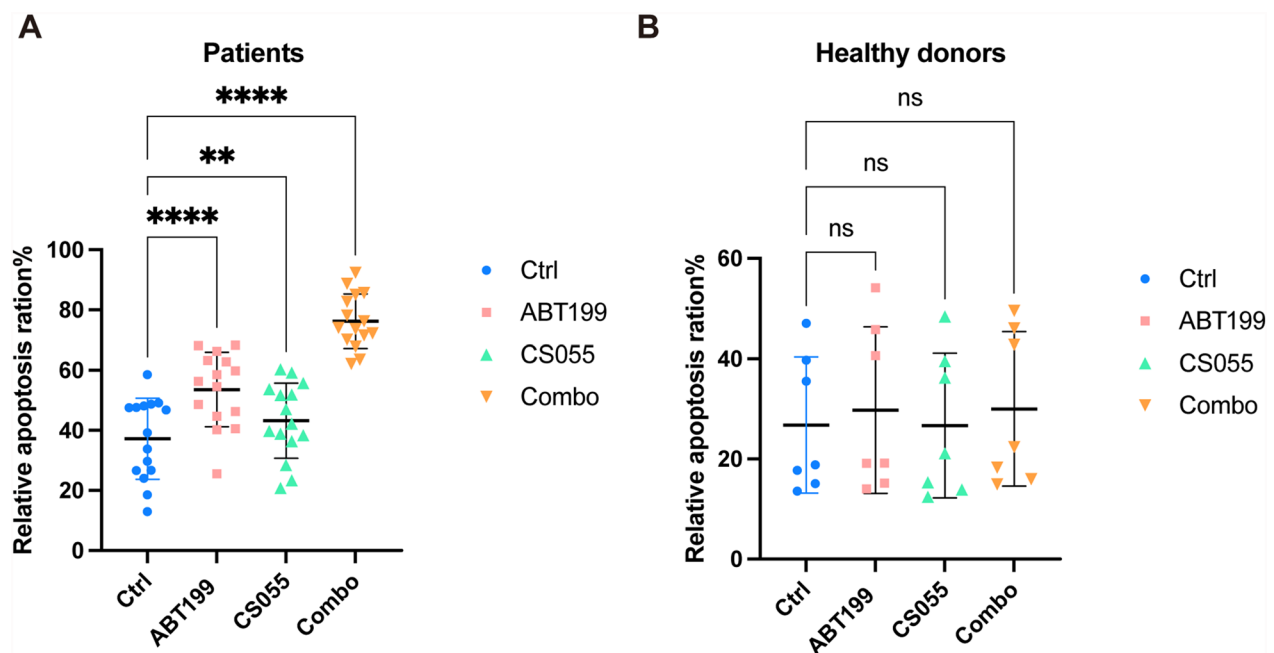 A
Patients
****
**
****
Relative apoptosis ration%
100
80
60
40
20
0
Ctrl
ABT199
CS055
Combo
Ctrl
ABT199
CS055
Combo
B
Healthy donors
ns
ns
ns
Relative apoptosis ration%
60
40
20
0
Ctrl
ABT199
CS055
Combo
Ctrl
ABT199
CS055
Combo